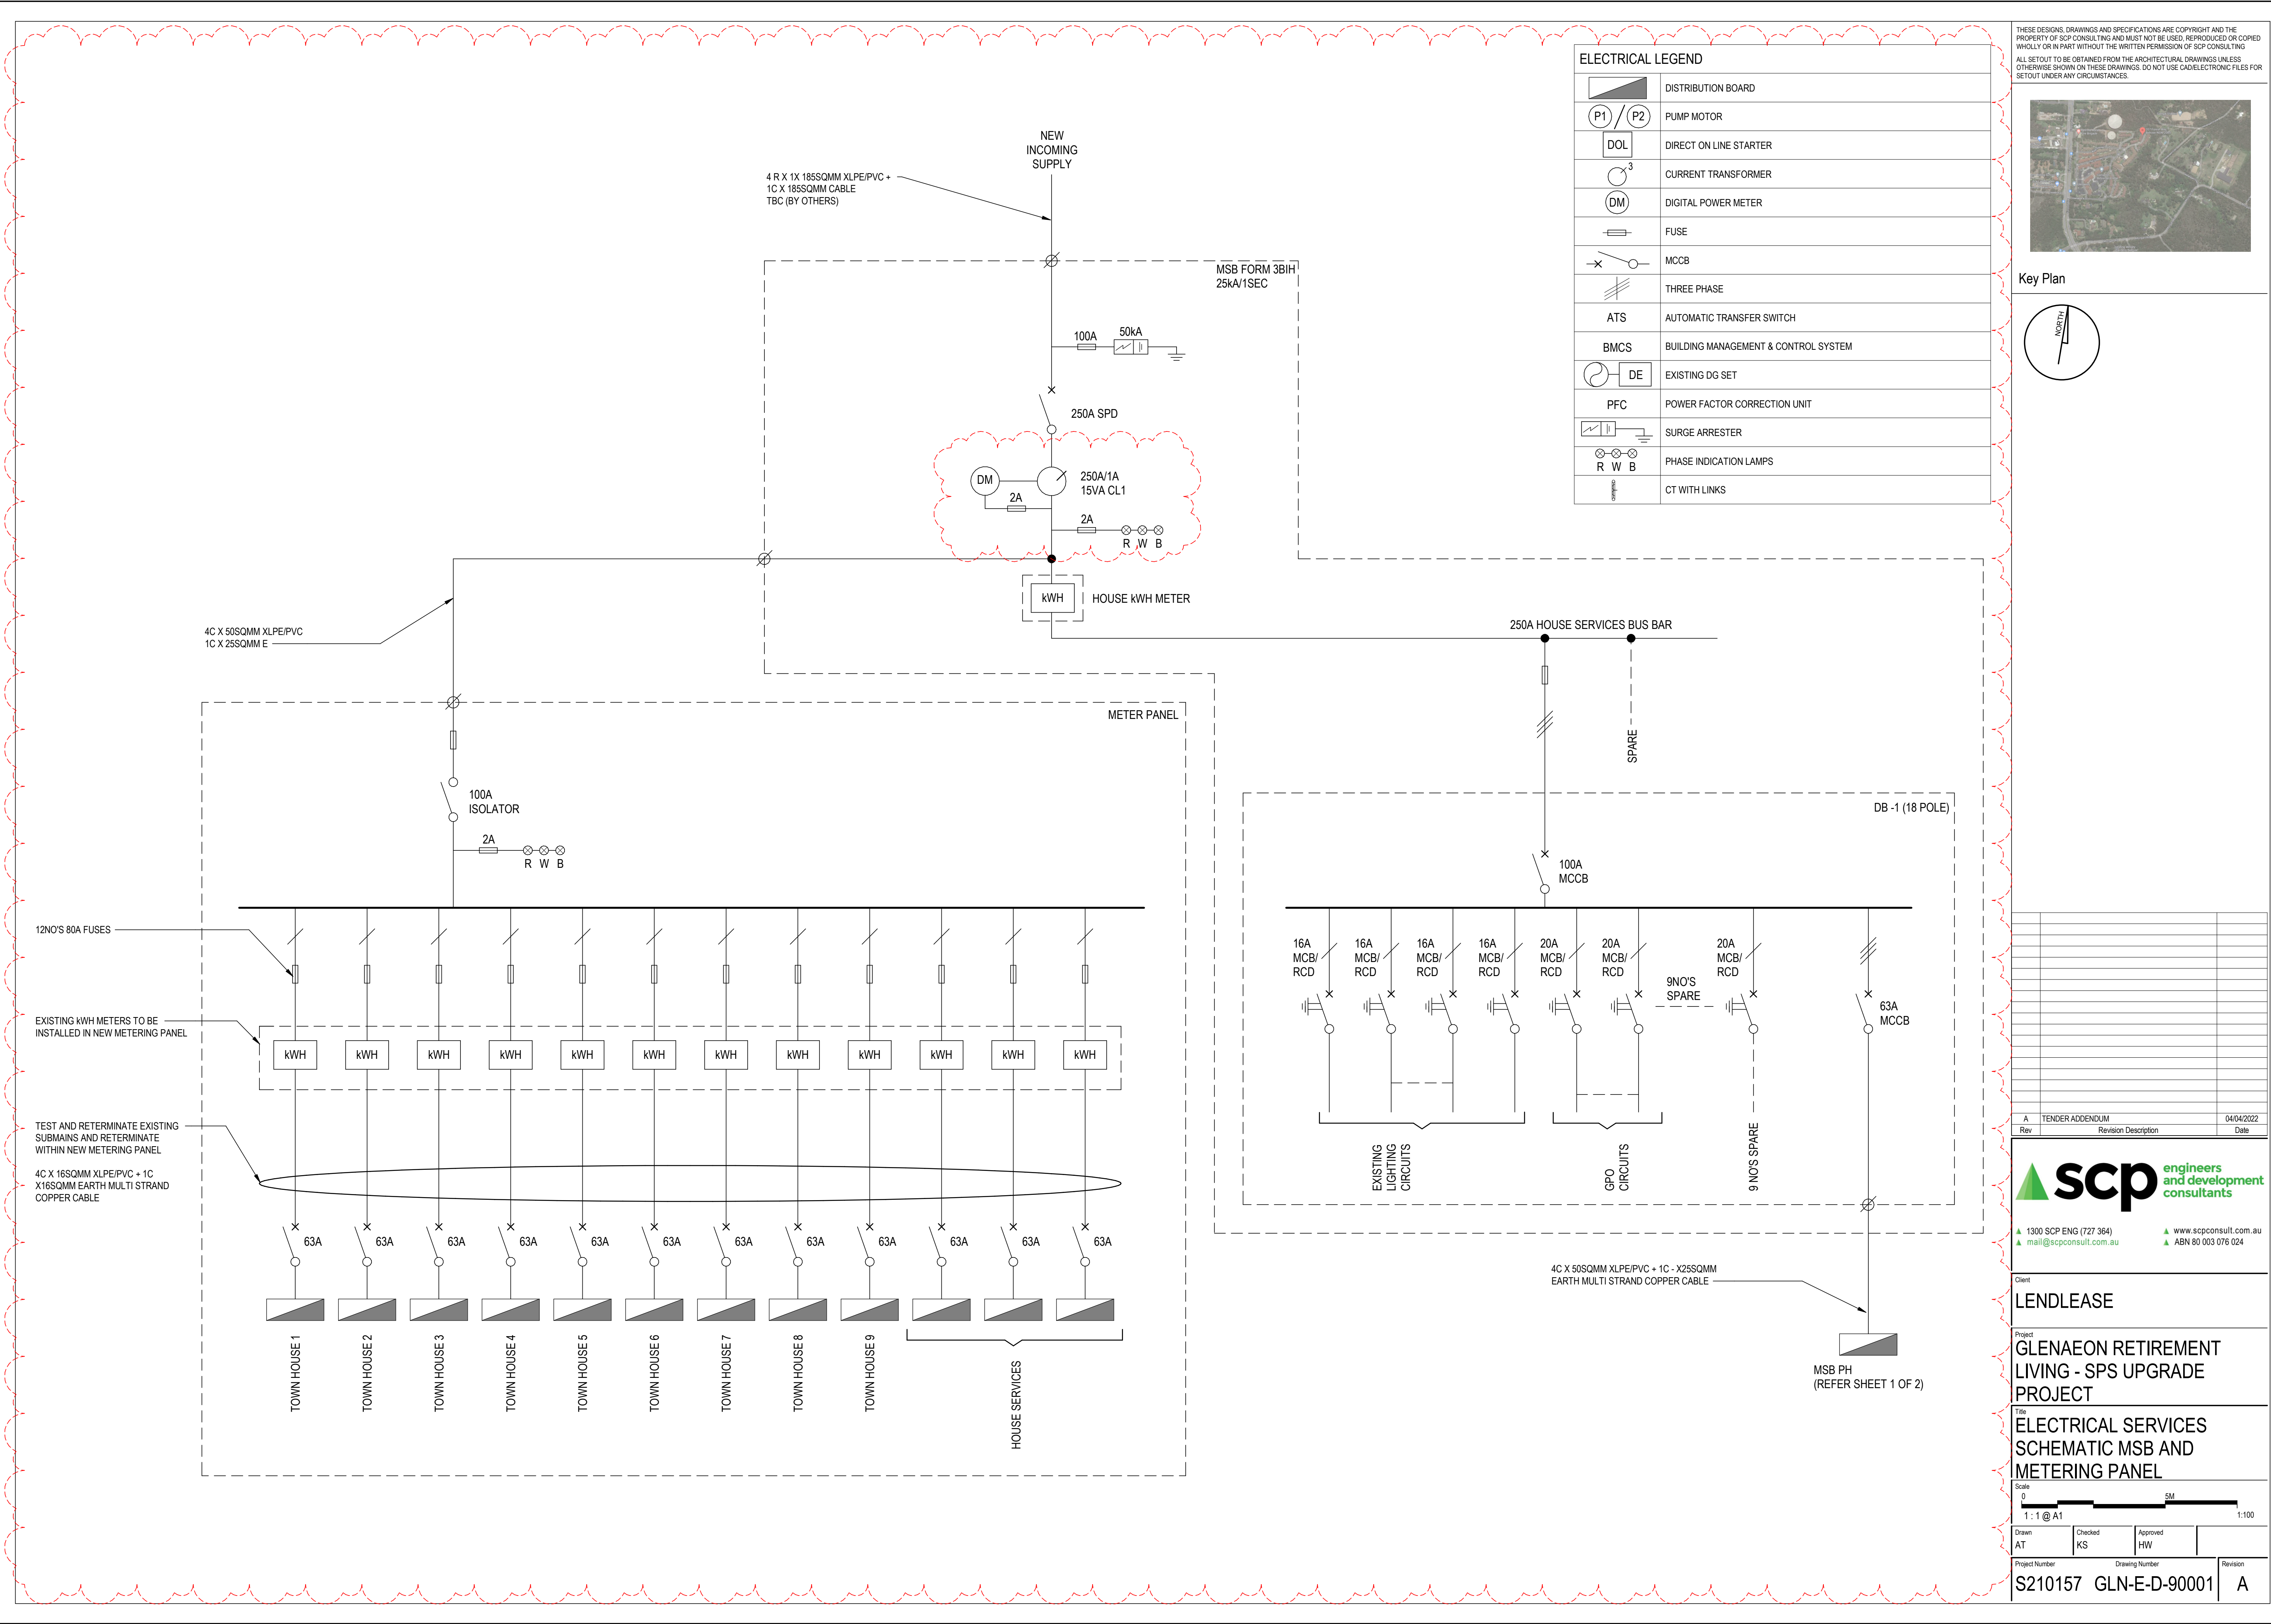 THESE DESIGNS, DRAWINGS AND SPECIFICATIONS ARE COPYRIGHT AND THE
PROPERTY OF SCP CONSULTING AND MUST NOT BE USED, REPRODUCED OR COPIED
WHOLLY OR IN PART WITHOUT THE WRITTEN PERMISSION OF SCP CONSULTING
ALL SETOUT TO BE OBTAINED FROM THE ARCHITECTURAL DRAWINGS UNLESS
OTHERWISE SHOWN ON THESE DRAWINGS. DO NOT USE CAD/ELECTRONIC FILES FOR
SETOUT UNDER ANY CIRCUMSTANCES.
ELECTRICAL LEGEND
DISTRIBUTION BOARD
P1 / P2 PUMP MOTOR
DOL DIRECT ON LINE STARTER
3 CURRENT TRANSFORMER
DM DIGITAL POWER METER
FUSE
MCCB
THREE PHASE
ATS AUTOMATIC TRANSFER SWITCH
BMCS BUILDING MANAGEMENT & CONTROL SYSTEM
DE EXISTING DG SET
PFC POWER FACTOR CORRECTION UNIT
SURGE ARRESTER
R W B PHASE INDICATION LAMPS
CT WITH LINKS
Key Plan
NORTH
NEW
INCOMING
SUPPLY
4 R X 1X 185SQMM XLPE/PVC +
1C X 185SQMM CABLE
TBC (BY OTHERS)
MSB FORM 3BIH
25kA/1SEC
100A
50kA
250A SPD
DM
250A/1A
15VA CL1
2A
2A
R W B
kWH
HOUSE kWH METER
4C X 50SQMM XLPE/PVC
1C X 25SQMM E
250A HOUSE SERVICES BUS BAR
SPARE
METER PANEL
100A
ISOLATOR
2A
R W B
12NO'S 80A FUSES
EXISTING kWH METERS TO BE
INSTALLED IN NEW METERING PANEL
kWH kWH kWH kWH kWH kWH kWH kWH kWH kWH kWH kWH
TEST AND RETERMINATE EXISTING
SUBMAINS AND RETERMINATE
WITHIN NEW METERING PANEL
4C X 16SQMM XLPE/PVC + 1C
X16SQMM EARTH MULTI STRAND
COPPER CABLE
63A 63A 63A 63A 63A 63A 63A 63A 63A 63A 63A 63A
TOWN HOUSE 1
TOWN HOUSE 2
TOWN HOUSE 3
TOWN HOUSE 4
TOWN HOUSE 5
TOWN HOUSE 6
TOWN HOUSE 7
TOWN HOUSE 8
TOWN HOUSE 9
HOUSE SERVICES
DB -1 (18 POLE)
100A
MCCB
16A 16A 16A 16A 20A 20A 20A
MCB/ MCB/ MCB/ MCB/ MCB/ MCB/ MCB/
RCD RCD RCD RCD RCD RCD RCD
9NO'S
SPARE
63A
MCCB
EXISTING
LIGHTING
CIRCUITS
GPO
CIRCUITS
9 NO'S SPARE
4C X 50SQMM XLPE/PVC + 1C - X25SQMM
EARTH MULTI STRAND COPPER CABLE
MSB PH
(REFER SHEET 1 OF 2)
A TENDER ADDENDUM 04/04/2022
Rev Revision Description Date
scp
engineers
and development
consultants
1300 SCP ENG (727 364) www.scpconsult.com.au
mail@scpconsult.com.au ABN 80 003 076 024
Client
LENDLEASE
Project
GLENAEON RETIREMENT
LIVING - SPS UPGRADE
PROJECT
Title
ELECTRICAL SERVICES
SCHEMATIC MSB AND
METERING PANEL
Scale
0 5M
1 : 1 @ A1 1:100
Drawn Checked Approved
AT KS HW
Project Number Drawing Number Revision
S210157 GLN-E-D-90001 A